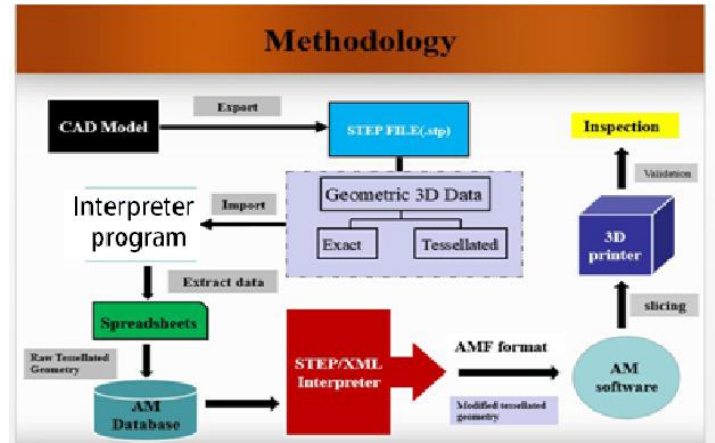 Methodology
Export
CAD Model
STEP FILE(.stp)
Inspection
Validation
Geometric 3D Data
Exact
Tessellated
Import
Interpreter
program
3D
printer
Extract data
slicing
Spreadsheets
Raw Tessellated
Geometry
STEP/XML
Interpreter
AMF format
Modified tessellated
geometry
AM
software
AM
Database